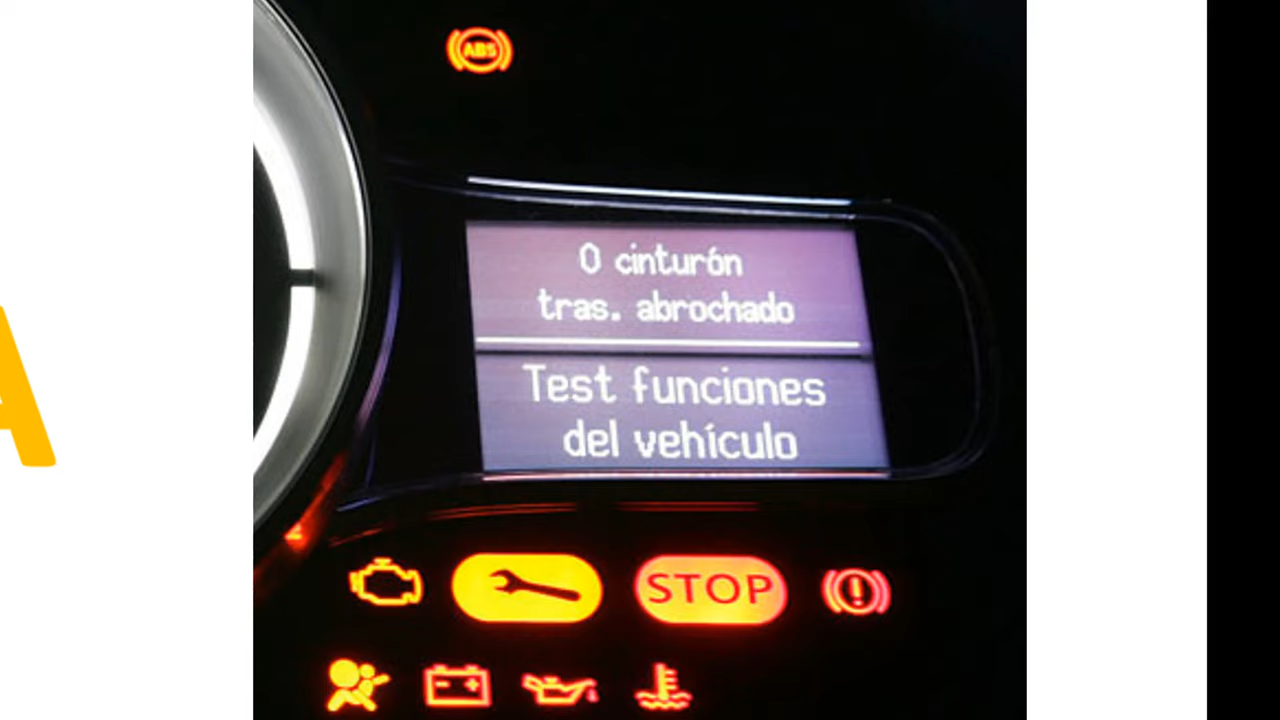 A
ABS
0 cinturón
tras. abrochado
Test funciones
del vehículo
STOP